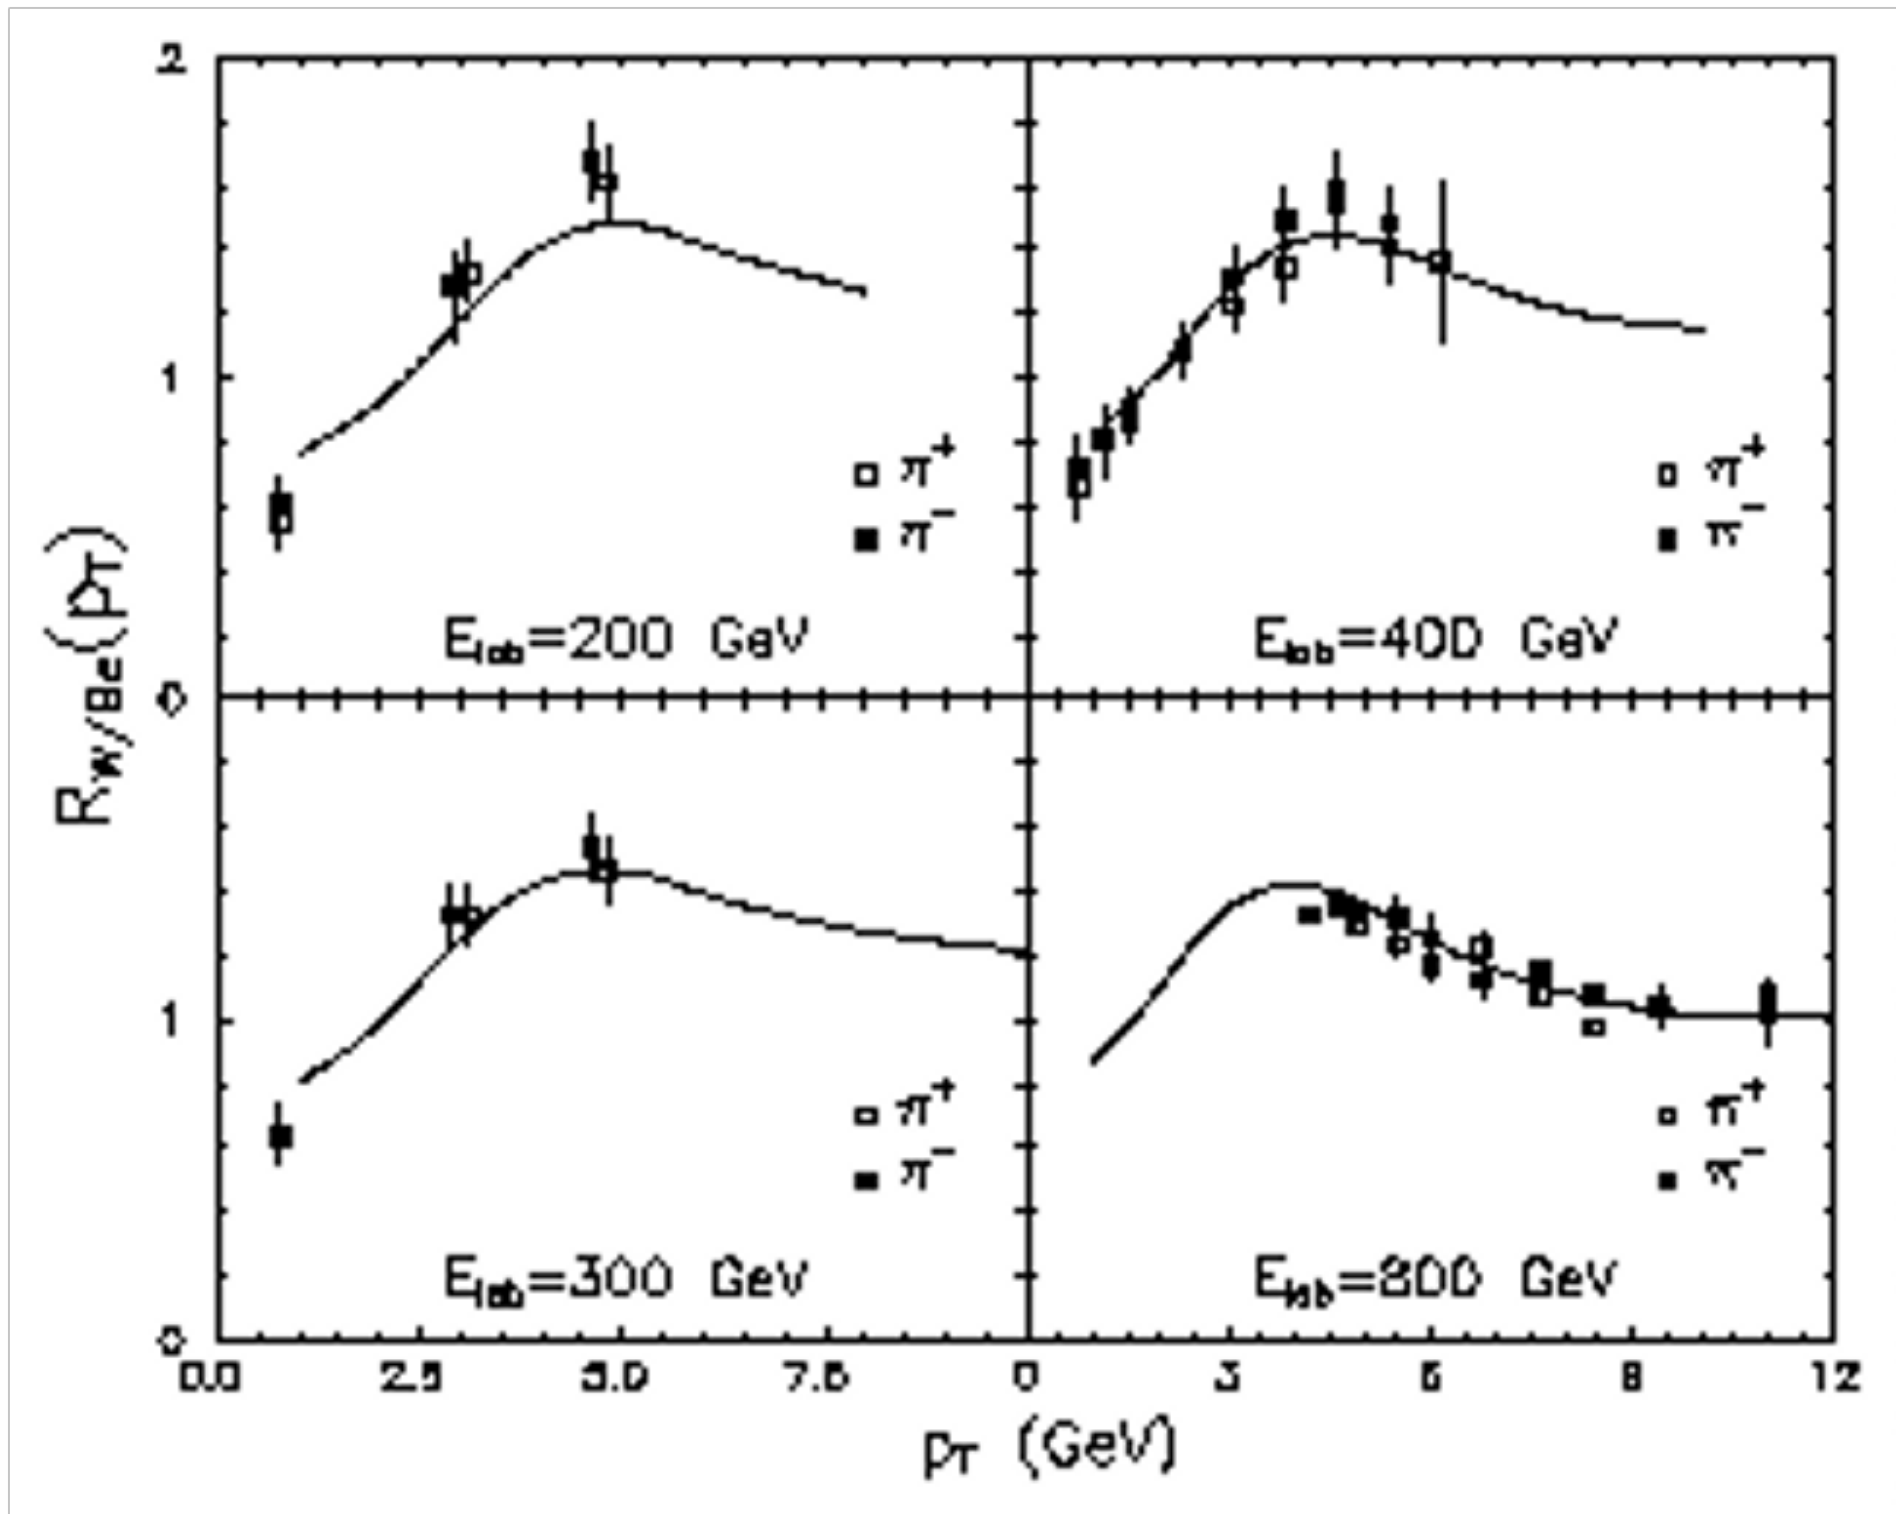 R_W/Be(p_T)
2
1
0
1
0
π+
π−
E_lab=200 GeV
π+
π−
E_lab=400 GeV
π+
π−
E_lab=300 GeV
π+
π−
E_lab=800 GeV
0.0 2.5 5.0 7.5 0 3 6 12
p_T (GeV)